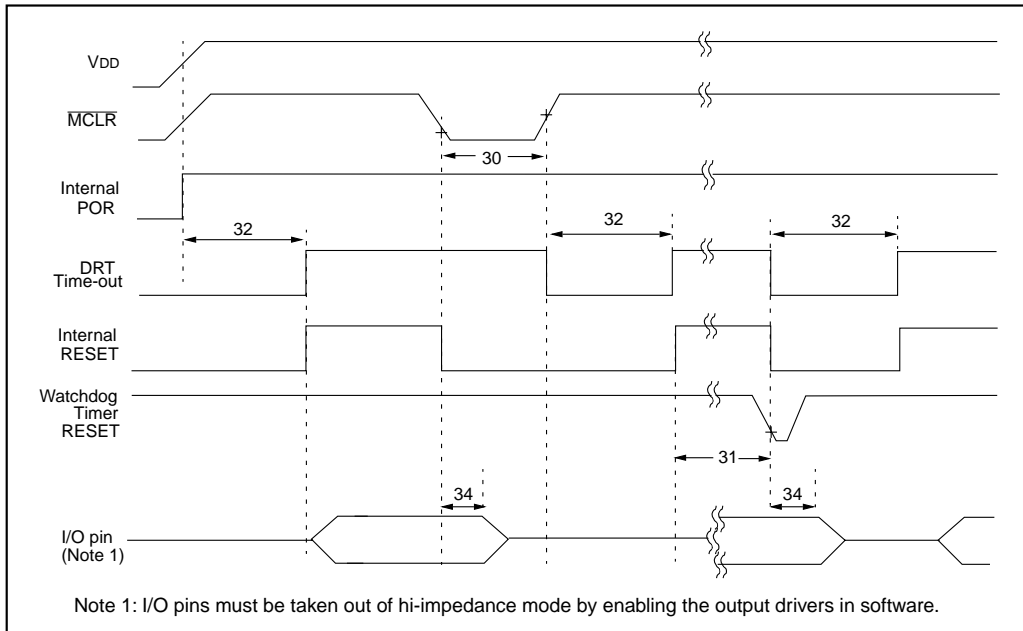 VDD
MCLR
30
Internal
POR
32
32
32
DRT
Time-out
Internal
RESET
Watchdog
Timer
RESET
31
34
34
I/O pin
(Note 1)
Note 1: I/O pins must be taken out of hi-impedance mode by enabling the output drivers in software.